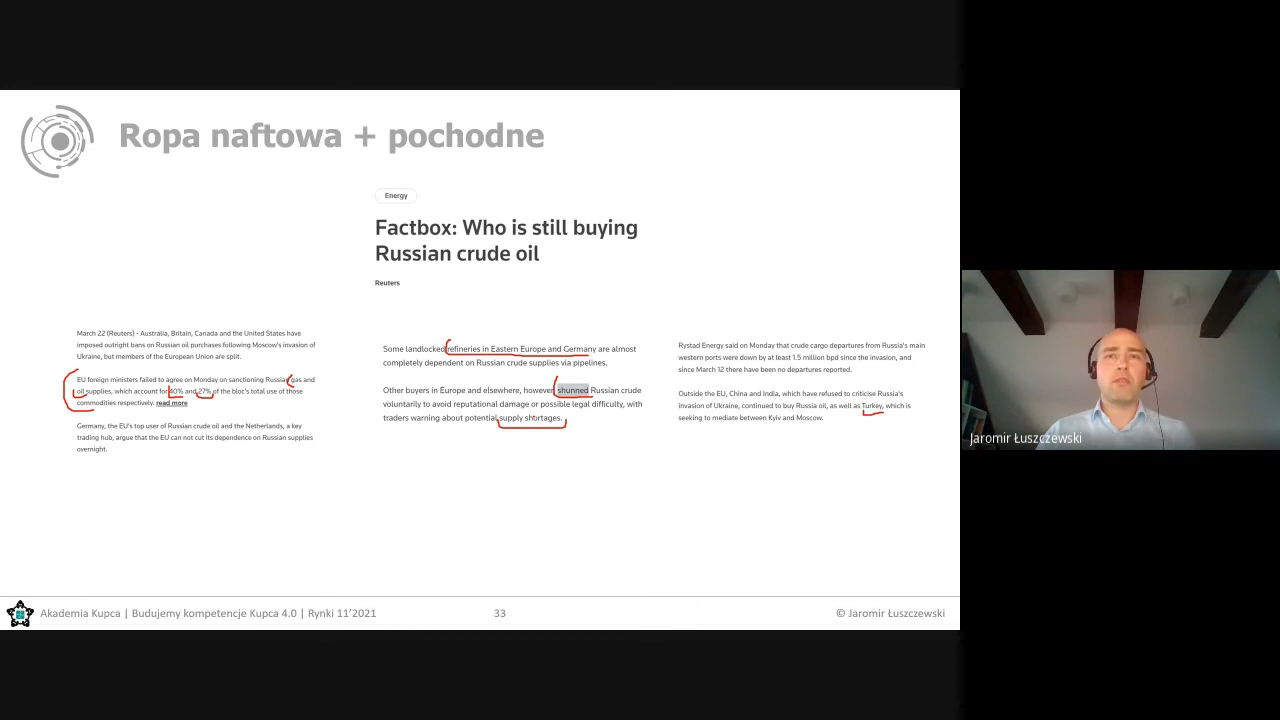 Ropa naftowa + pochodne
Energy
Factbox: Who is still buying
Russian crude oil
Reuters
March 22 (Reuters) - Australia, Britain, Canada and the United States have
imposed outright bans on Russian oil purchases following Moscow's invasion of
Ukraine, but members of the European Union are split.
EU foreign ministers failed to agree on Monday on sanctioning Russian gas and
oil supplies, which account for 40% and 27% of the bloc's total use of those
commodities respectively. read more
Germany, the EU's top user of Russian crude oil and the Netherlands, a key
trading hub, argue that the EU can not cut its dependence on Russian supplies
overnight.
Some landlocked refineries in Eastern Europe and Germany are almost
completely dependent on Russian crude supplies via pipelines.
Other buyers in Europe and elsewhere, however, shunned Russian crude
voluntarily to avoid reputational damage or possible legal difficulty, with
traders warning about potential supply shortages.
Rystad Energy said on Monday that crude cargo departures from Russia's main
western ports were down by at least 1.5 million bpd since the invasion, and
since March 12 there have been no departures reported.
Outside the EU, China and India, which have refused to criticise Russia's
invasion of Ukraine, continued to buy Russia oil, as well as Turkey, which is
seeking to mediate between Kyiv and Moscow.
Jaromir Łuszczewski
Akademia Kupca | Budujemy kompetencje Kupca 4.0 | Rynki 11'2021
33
© Jaromir Łuszczewski